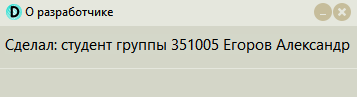 D О разработчике
Сделал: студент группы 351005 Егоров Александр